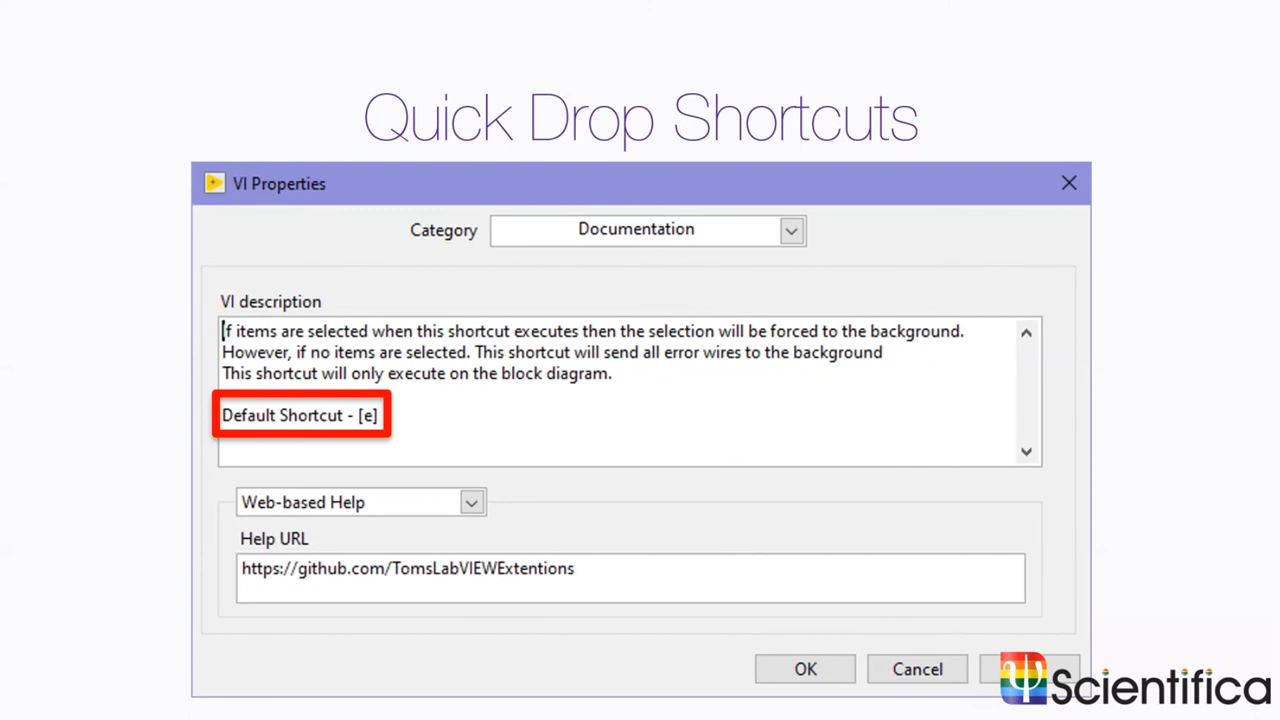 Quick Drop Shortcuts
VI Properties
Category
Documentation
VI description
If items are selected when this shortcut executes then the selection will be forced to the background.
However, if no items are selected. This shortcut will send all error wires to the background
This shortcut will only execute on the block diagram.
Default Shortcut - [e]
Web-based Help
Help URL
https://github.com/TomsLabVIEWExtentions
OK
Cancel
Scientifica